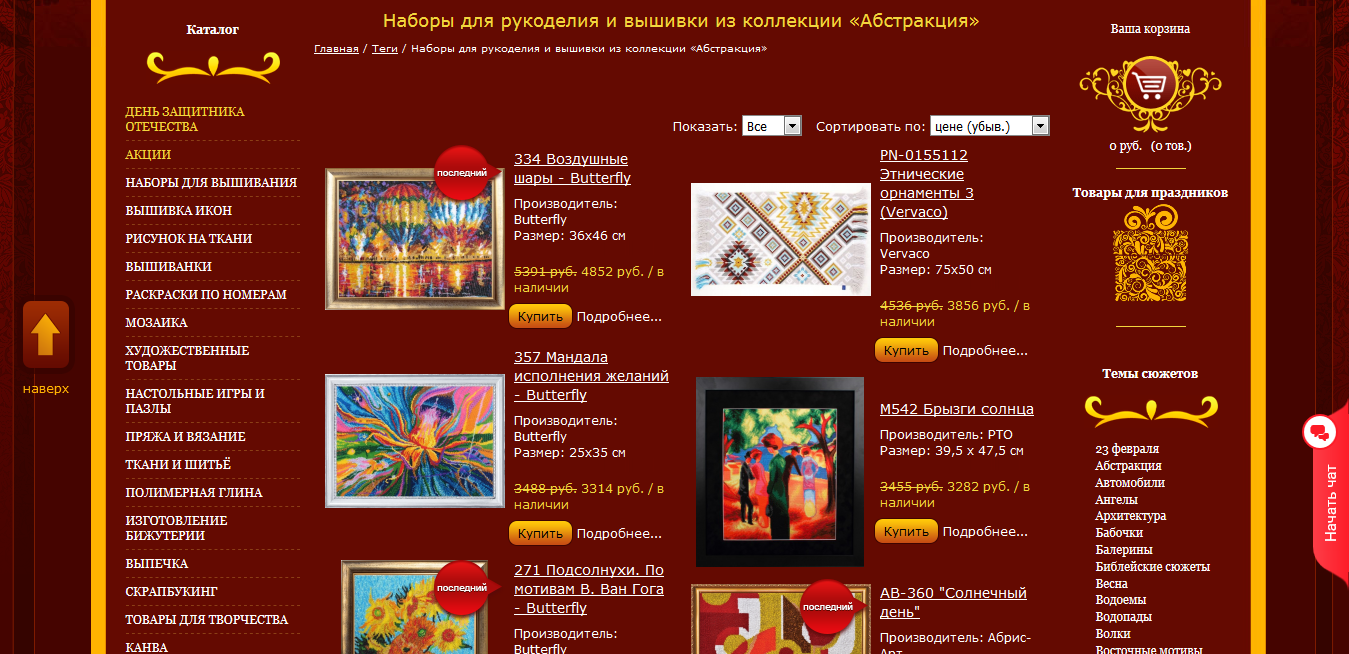 Каталог
ДЕНЬ ЗАЩИТНИКА
ОТЕЧЕСТВА
АКЦИИ
НАБОРЫ ДЛЯ ВЫШИВАНИЯ
ВЫШИВКА ИКОН
РИСУНОК НА ТКАНИ
ВЫШИВАНКИ
РАСКРАСКИ ПО НОМЕРАМ
МОЗАИКА
ХУДОЖЕСТВЕННЫЕ
ТОВАРЫ
НАСТОЛЬНЫЕ ИГРЫ И
ПАЗЛЫ
ПРЯЖА И ВЯЗАНИЕ
ТКАНИ И ШИТЬЁ
ПОЛИМЕРНАЯ ГЛИНА
ИЗГОТОВЛЕНИЕ
БИЖУТЕРИИ
ВЫПЕЧКА
СКРАПБУКИНГ
ТОВАРЫ ДЛЯ ТВОРЧЕСТВА
КАНВА
наверх
Наборы для рукоделия и вышивки из коллекции «Абстракция»
Главная / Теги / Наборы для рукоделия и вышивки из коллекции «Абстракция»
Показать: Все Сортировать по: цене (убыв.)
последний
334 Воздушные
шары - Butterfly
Производитель:
Butterfly
Размер: 36х46 см
5391 руб. 4852 руб. / в
наличии
Купить Подробнее...
PN-0155112
Этнические
орнаменты 3
(Vervaco)
Производитель:
Vervaco
Размер: 75х50 см
4536 руб. 3856 руб. / в
наличии
Купить Подробнее...
357 Мандала
исполнения желаний
- Butterfly
Производитель:
Butterfly
Размер: 25х35 см
3488 руб. 3314 руб. / в
наличии
Купить Подробнее...
М542 Брызги солнца
Производитель: РТО
Размер: 39,5 х 47,5 см
3455 руб. 3282 руб. / в
наличии
Купить Подробнее...
последний
271 Подсолнухи. По
мотивам В. Ван Гога
- Butterfly
Производитель:
Butterfly
последний
АВ-360 "Солнечный
день"
Производитель: Абрис-
Арт
Ваша корзина
0 руб. (0 тов.)
Товары для праздников
Темы сюжетов
23 февраля
Абстракция
Автомобили
Ангелы
Архитектура
Бабочки
Балерины
Библейские сюжеты
Весна
Водоемы
Водопады
Волки
Восточные мотивы
Начать чат